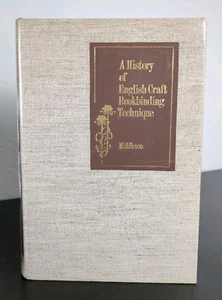 A History
of
English Craft
Bookbinding
Technique
Middleton